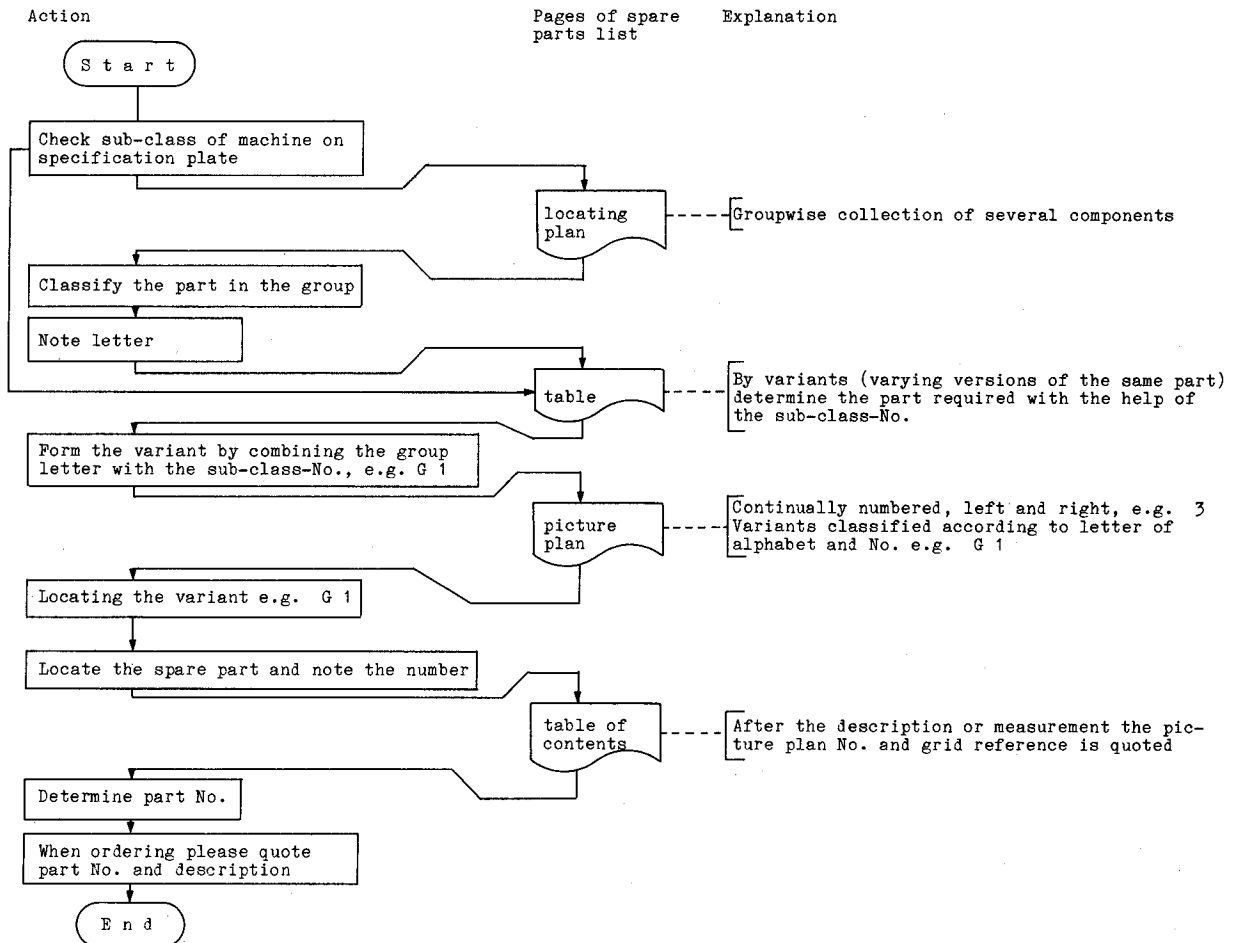 Action
Pages of spare
parts list
Explanation
S t a r t
Check sub-class of machine on
specification plate
locating
plan
Groupwise collection of several components
Classify the part in the group
Note letter
table
By variants (varying versions of the same part)
determine the part required with the help of
the sub-class-No.
Form the variant by combining the group
letter with the sub-class-No., e.g. G 1
picture
plan
Continually numbered, left and right, e.g. 3
Variants classified according to letter of
alphabet and No. e.g. G 1
Locating the variant e.g. G 1
Locate the spare part and note the number
table of
contents
After the description or measurement the pic-
ture plan No. and grid reference is quoted
Determine part No.
When ordering please quote
part No. and description
E n d